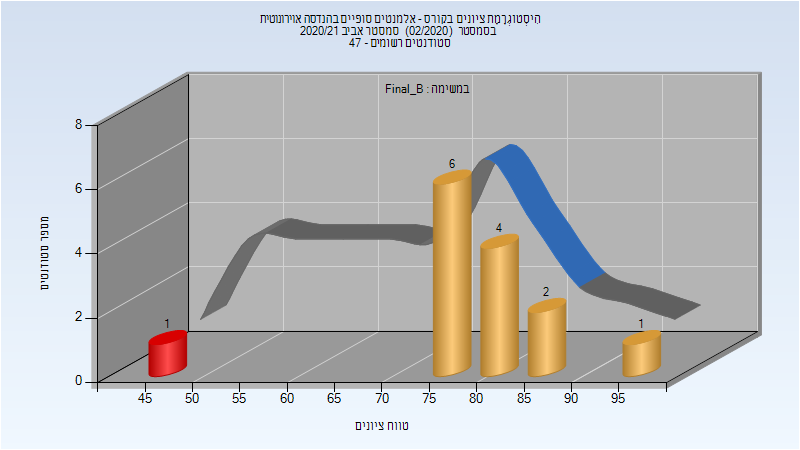 היסטוגרמת ציונים בקורס - אלמנטים סופיים בהנדסה אוירונוטית
בסמסטר (02/2020) סמסטר אביב 2020/21
סטודנטים רשומים - 47
במשימה : Final_B
מספר סטודנטים
8
6
4
2
0
1
6
4
2
1
45 50 55 60 65 70 75 80 85 90 95
טווח ציונים